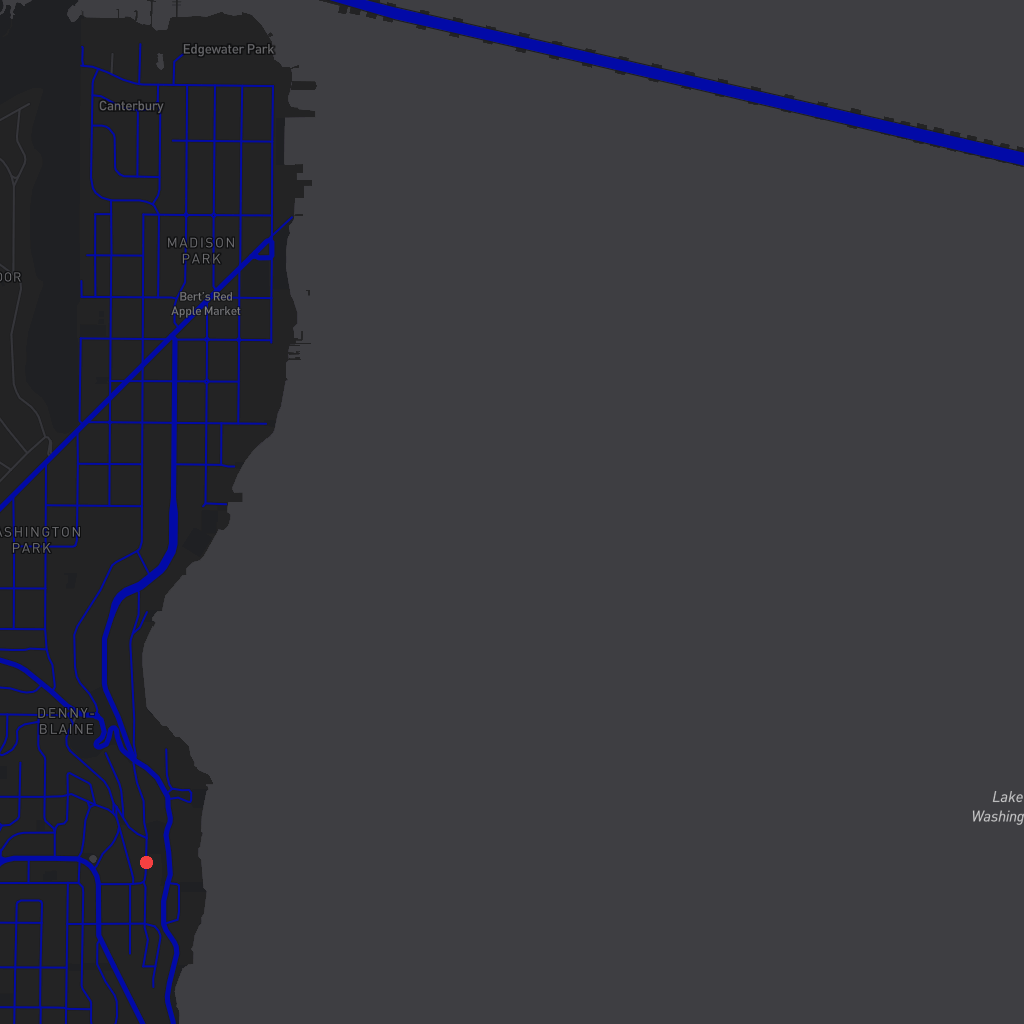 Edgewater Park
Canterbury
MADISON
PARK
OOR
Bert's Red
Apple Market
ASHINGTON
PARK
DENNY-
BLAINE
Lake
Washing